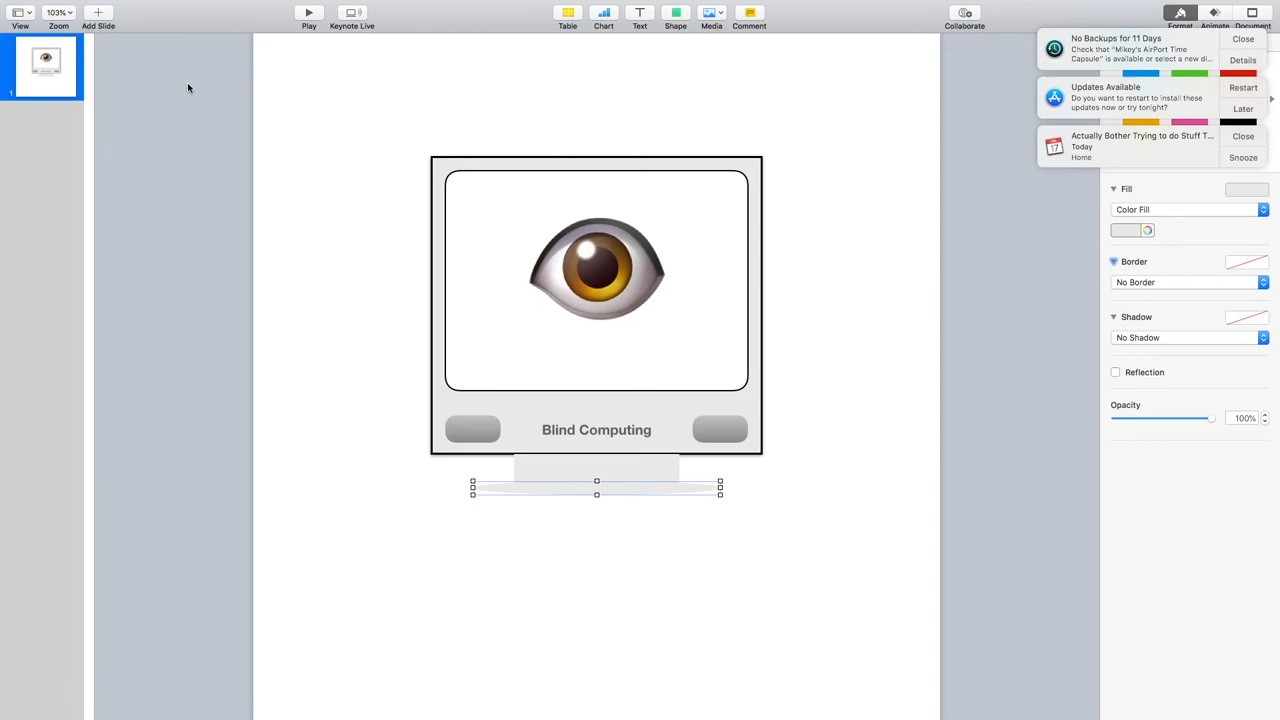 103%
View
Zoom
Add Slide
Play
Keynote Live
Table
Chart
Text
Shape
Media
Comment
Collaborate
Format
Animate
Document
1
No Backups for 11 Days
Check that “Mikey's AirPort Time
Capsule” is available or select a new di...
Close
Details
Updates Available
Do you want to restart to install these
updates now or try tonight?
Restart
Later
17
Actually Bother Trying to do Stuff T...
Today
Home
Close
Snooze
Fill
Color Fill
Border
No Border
Shadow
No Shadow
Reflection
Opacity
100%
Blind Computing